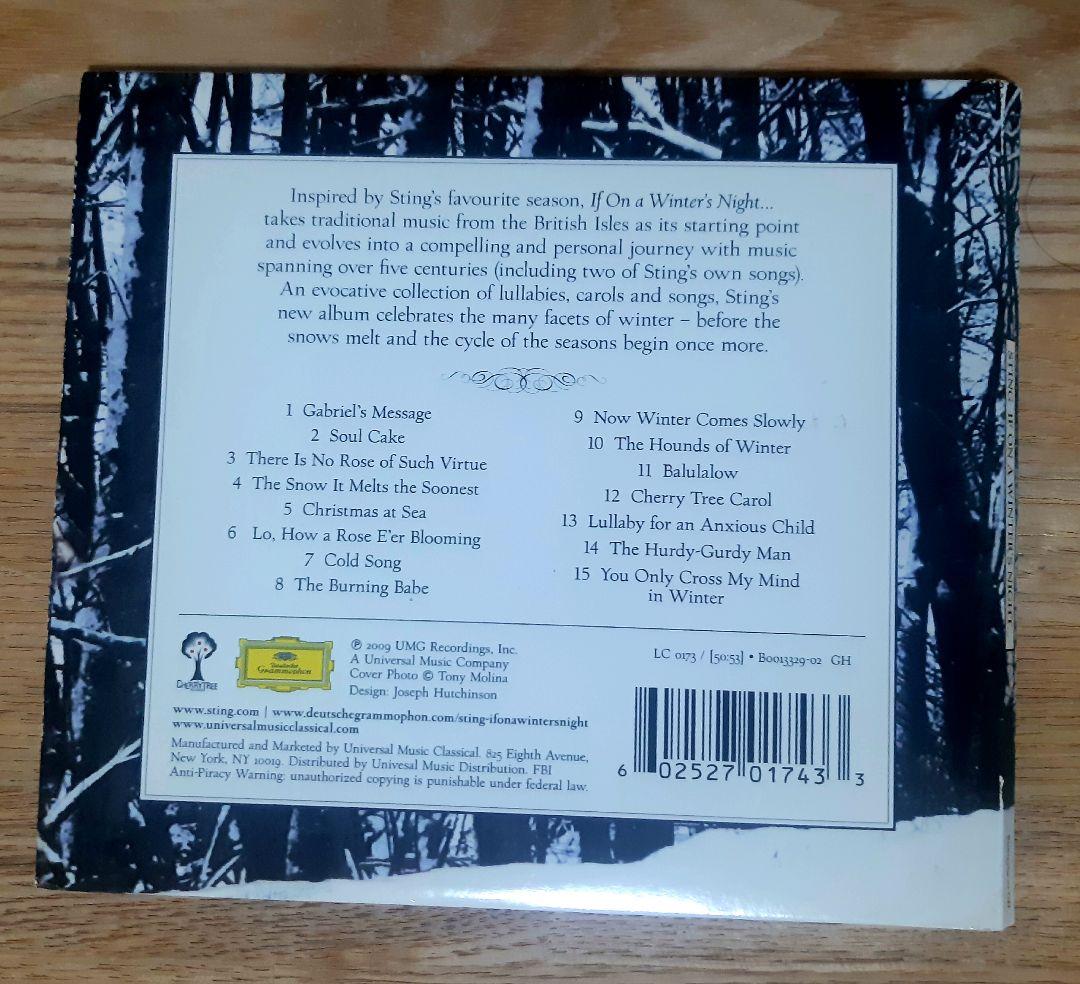 Inspired by Sting's favourite season, If On a Winter's Night...
takes traditional music from the British Isles as its starting point
and evolves into a compelling and personal journey with music
spanning over five centuries (including two of Sting's own songs).
An evocative collection of lullabies, carols and songs, Sting's
new album celebrates the many facets of winter – before the
snows melt and the cycle of the seasons begin once more.
1 Gabriel's Message
2 Soul Cake
3 There Is No Rose of Such Virtue
4 The Snow It Melts the Soonest
5 Christmas at Sea
6 Lo, How a Rose E'er Blooming
7 Cold Song
8 The Burning Babe
9 Now Winter Comes Slowly
10 The Hounds of Winter
11 Balulalow
12 Cherry Tree Carol
13 Lullaby for an Anxious Child
14 The Hurdy-Gurdy Man
15 You Only Cross My Mind
in Winter
CHERRYTREE
Deutsche
Grammophon
℗ 2009 UMG Recordings, Inc.
A Universal Music Company
Cover Photo © Tony Molina
Design: Joseph Hutchinson
LC 0173 / [50:53] • B0013329-02 GH
www.sting.com | www.deutschegrammophon.com/sting-ifonawintersnight
www.universalmusicclassical.com
Manufactured and Marketed by Universal Music Classical. 825 Eighth Avenue,
New York, NY 10019. Distributed by Univesal Music Distribution. FBI
Anti-Piracy Warning: unauthorized copying is punishable under federal law.
6 02527 01743 3
STING IF ON A WINTER'S NIGHT...